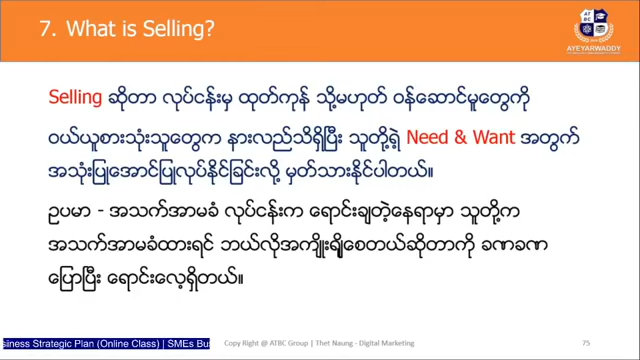 7. What is Selling?
AT
BC
AYEYARWADDY
Selling ဆိုတာ လုပ်ငန်းမှ ထုတ်ကုန် သို့မဟုတ် ဝန်ဆောင်မူတွေကို
ဝယ်ယူစားသုံးသူတွေက နားလည်သိရှိပြီး သူတို့ရဲ့ Need & Want အတွက်
အသုံးပြုအောင်ပြုလုပ်နိုင်ခြင်းလို့ မှတ်သားနိုင်ပါတယ်။
ဥပမာ - အသက်အာမခံ လုပ်ငန်းက ရောင်းချတဲ့နေရာမှာ သူတို့က
အသက်အာမခံထားရင် ဘယ်လိုအကျိုးရှိစေတယ်ဆိုတာကို ခဏခဏ
ပြောပြီး ရောင်းလေ့ရှိတယ်။
siness Strategic Plan (Online Class) | SMEs Bu
Copy Right @ ATBC Group | Thet Naung - Digital Marketing
75